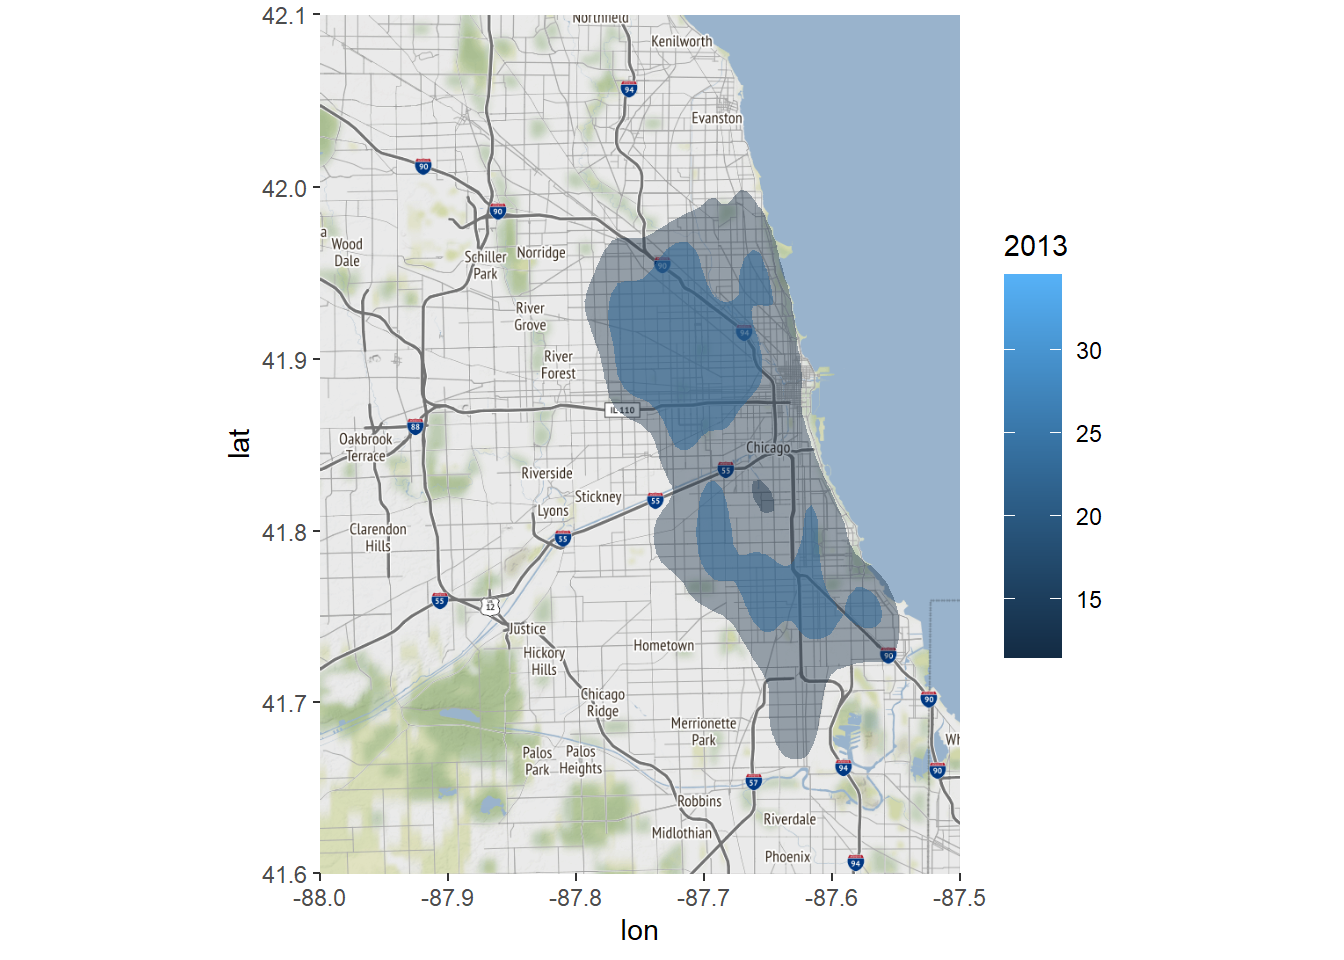 42.1
42.0
41.9
41.8
41.7
41.6
lat
-88.0
-87.9
-87.8
-87.7
-87.6
-87.5
lon
Northfield
Kenilworth
94
Evanston
90
90
a
Wood
Dale
Schiller
Park
Norridge
90
River
Grove
94
River
Forest
IL 110
88
Oakbrook
Terrace
Chicago
55
Riverside
Stickney
55
Lyons
Clarendon
Hills
55
55
12
Justice
Hometown
Hickory
Hills
90
Chicago
Ridge
90
Merrionette
Park
Wh
Palos
Park
Palos
Heights
94
90
57
Robbins
Riverdale
Midlothian
Phoenix
94
2013
30
25
20
15